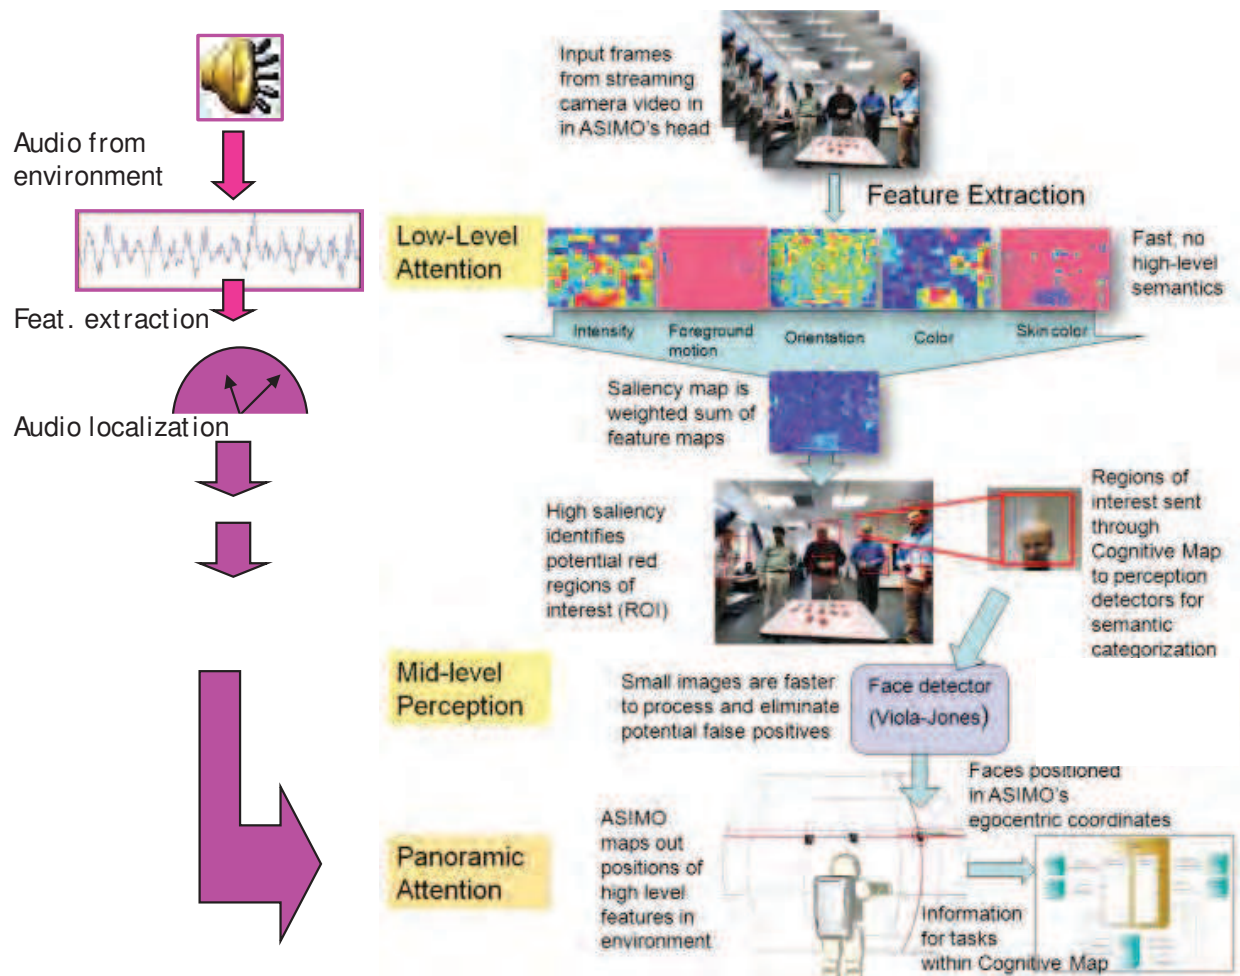 Audio from
environment
Feat. extraction
Audio localization
Input frames
from streaming
camera video in
in ASIMO's head
Feature Extraction
Low-Level
Attention
Fast, no
high-level
semantics
Intensity
Foreground
motion
Orientation
Color
Skin color
Saliency map is
weighted sum of
feature maps
High saliency
identifies
potential red
regions of
interest (ROI)
Regions of
interest sent
through
Cognitive Map
to perception
detectors for
semantic
categorization
Mid-level
Perception
Small images are faster
to process and eliminate
potential false positives
Face detector
(Viola-Jones)
Faces positioned
in ASIMO's
egocentric coordinates
Panoramic
Attention
ASIMO
maps out
positions of
high level
features in
environment
Information
for tasks
within Cognitive Map